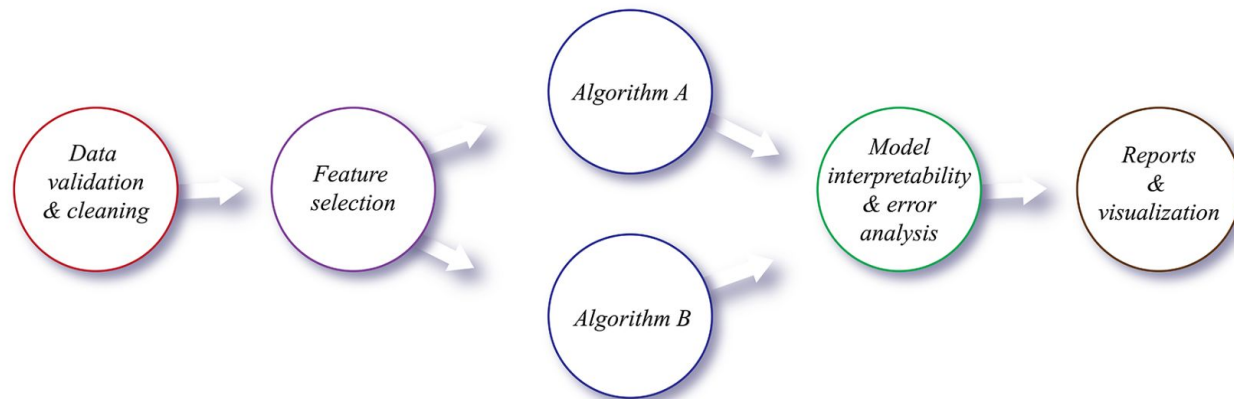 Data
validation
& cleaning
Feature
selection
Algorithm A
Algorithm B
Model
interpretability
& error
analysis
Reports
&
visualization